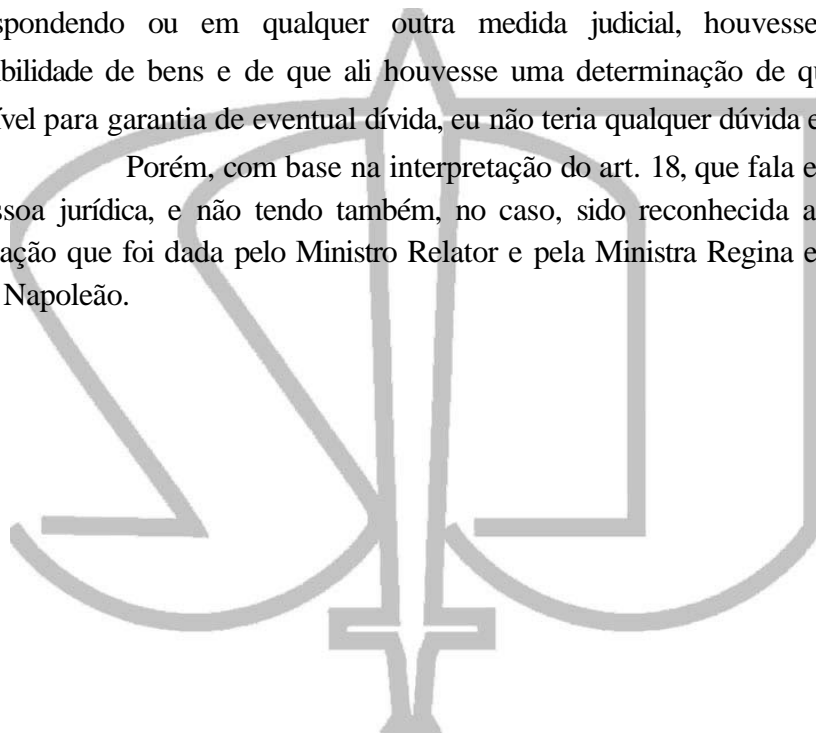 spondendo ou em qualquer outra medida judicial, houvesse
ibilidade de bens e de que ali houvesse uma determinação de qu
ível para garantia de eventual dívida, eu não teria qualquer dúvida e
Porém, com base na interpretação do art. 18, que fala e
ssoa jurídica, e não tendo também, no caso, sido reconhecida a
ação que foi dada pelo Ministro Relator e pela Ministra Regina e
Napoleão.